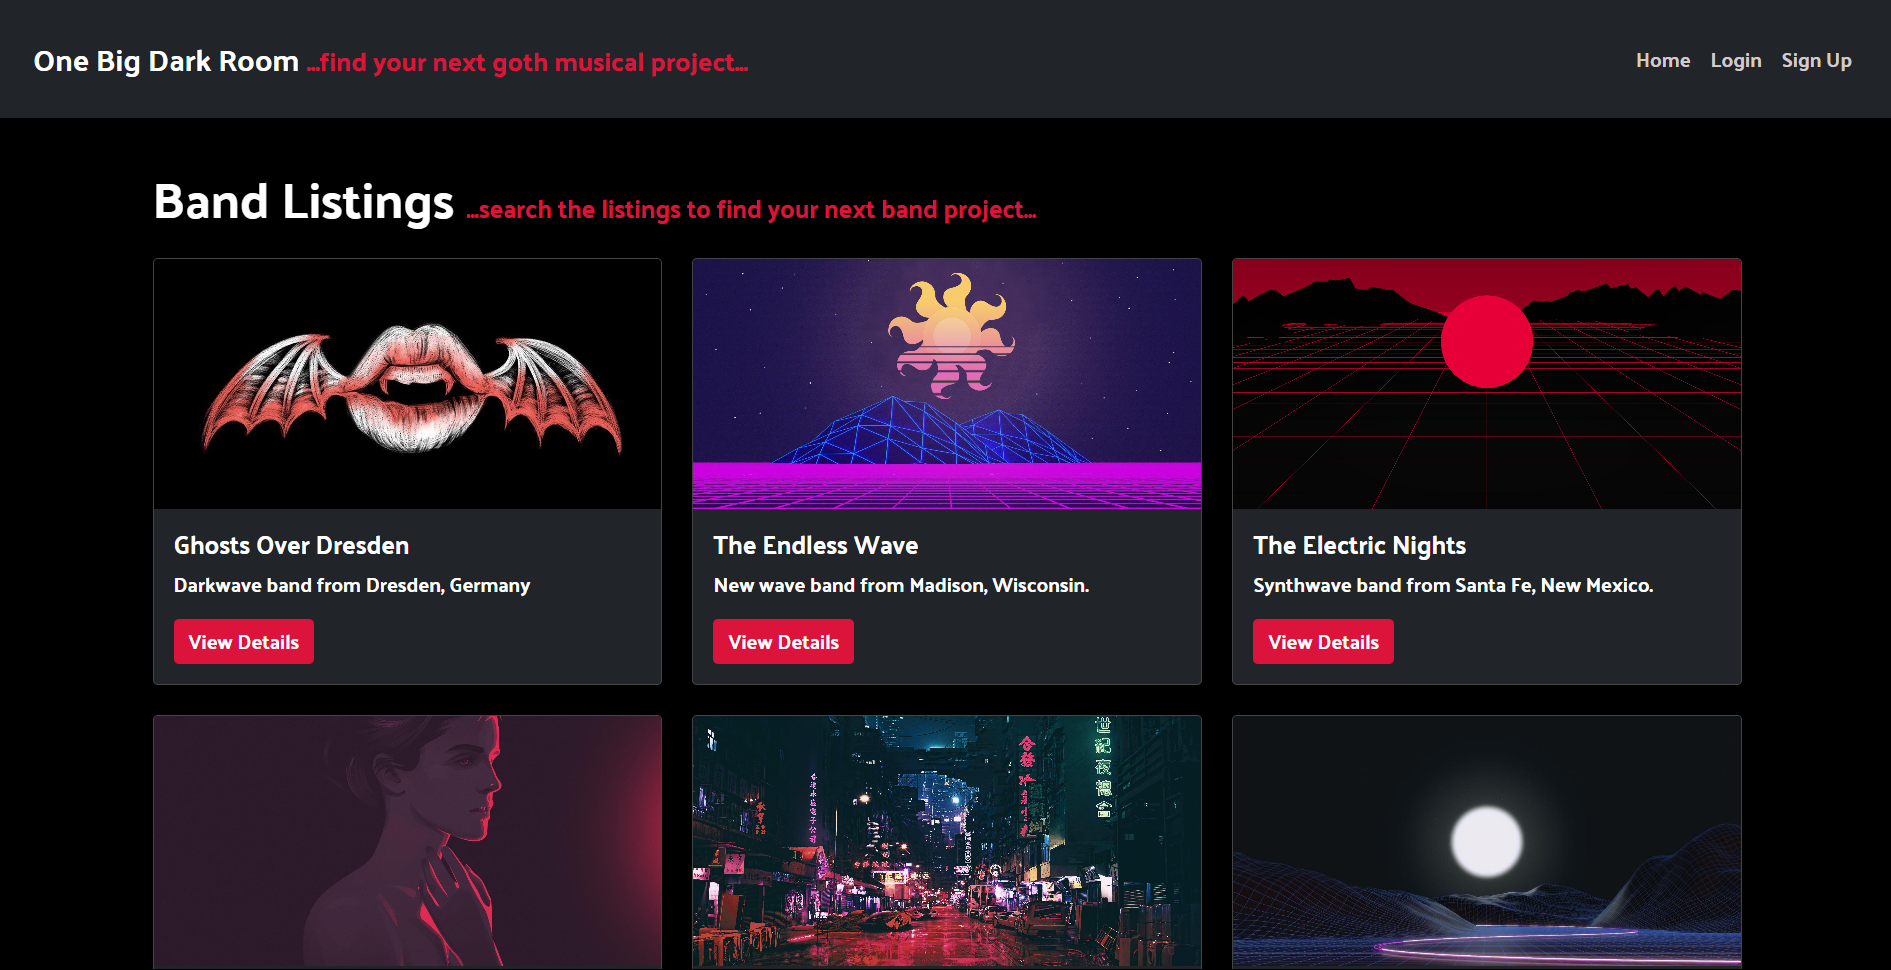 One Big Dark Room ...find your next goth musical project...
Home Login Sign Up
Band Listings ...search the listings to find your next band project...
Ghosts Over Dresden
Darkwave band from Dresden, Germany
View Details
The Endless Wave
New wave band from Madison, Wisconsin.
View Details
The Electric Nights
Synthwave band from Santa Fe, New Mexico.
View Details